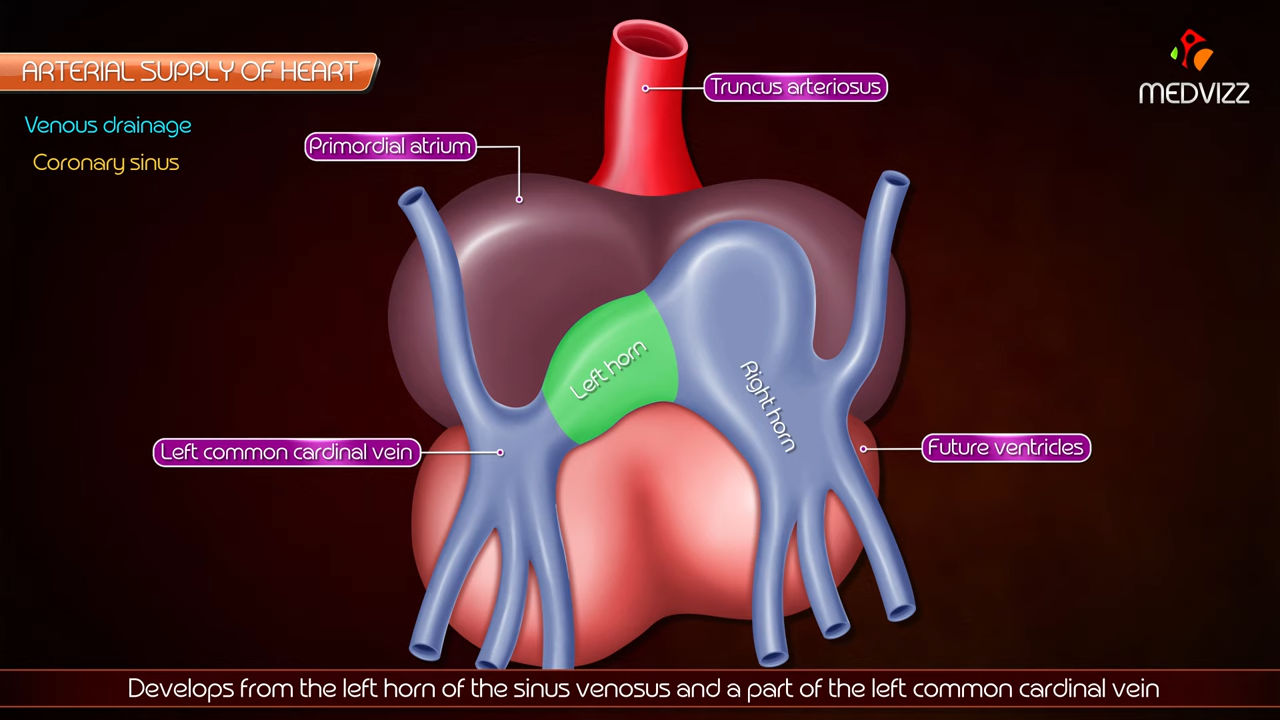 ARTERIAL SUPPLY OF HEART
MEDVIZZ
Venous drainage
Coronary sinus
Truncus arteriosus
Primordial atrium
Left horn
Right horn
Left common cardinal vein
Future ventricles
Develops from the left horn of the sinus venosus and a part of the left common cardinal vein